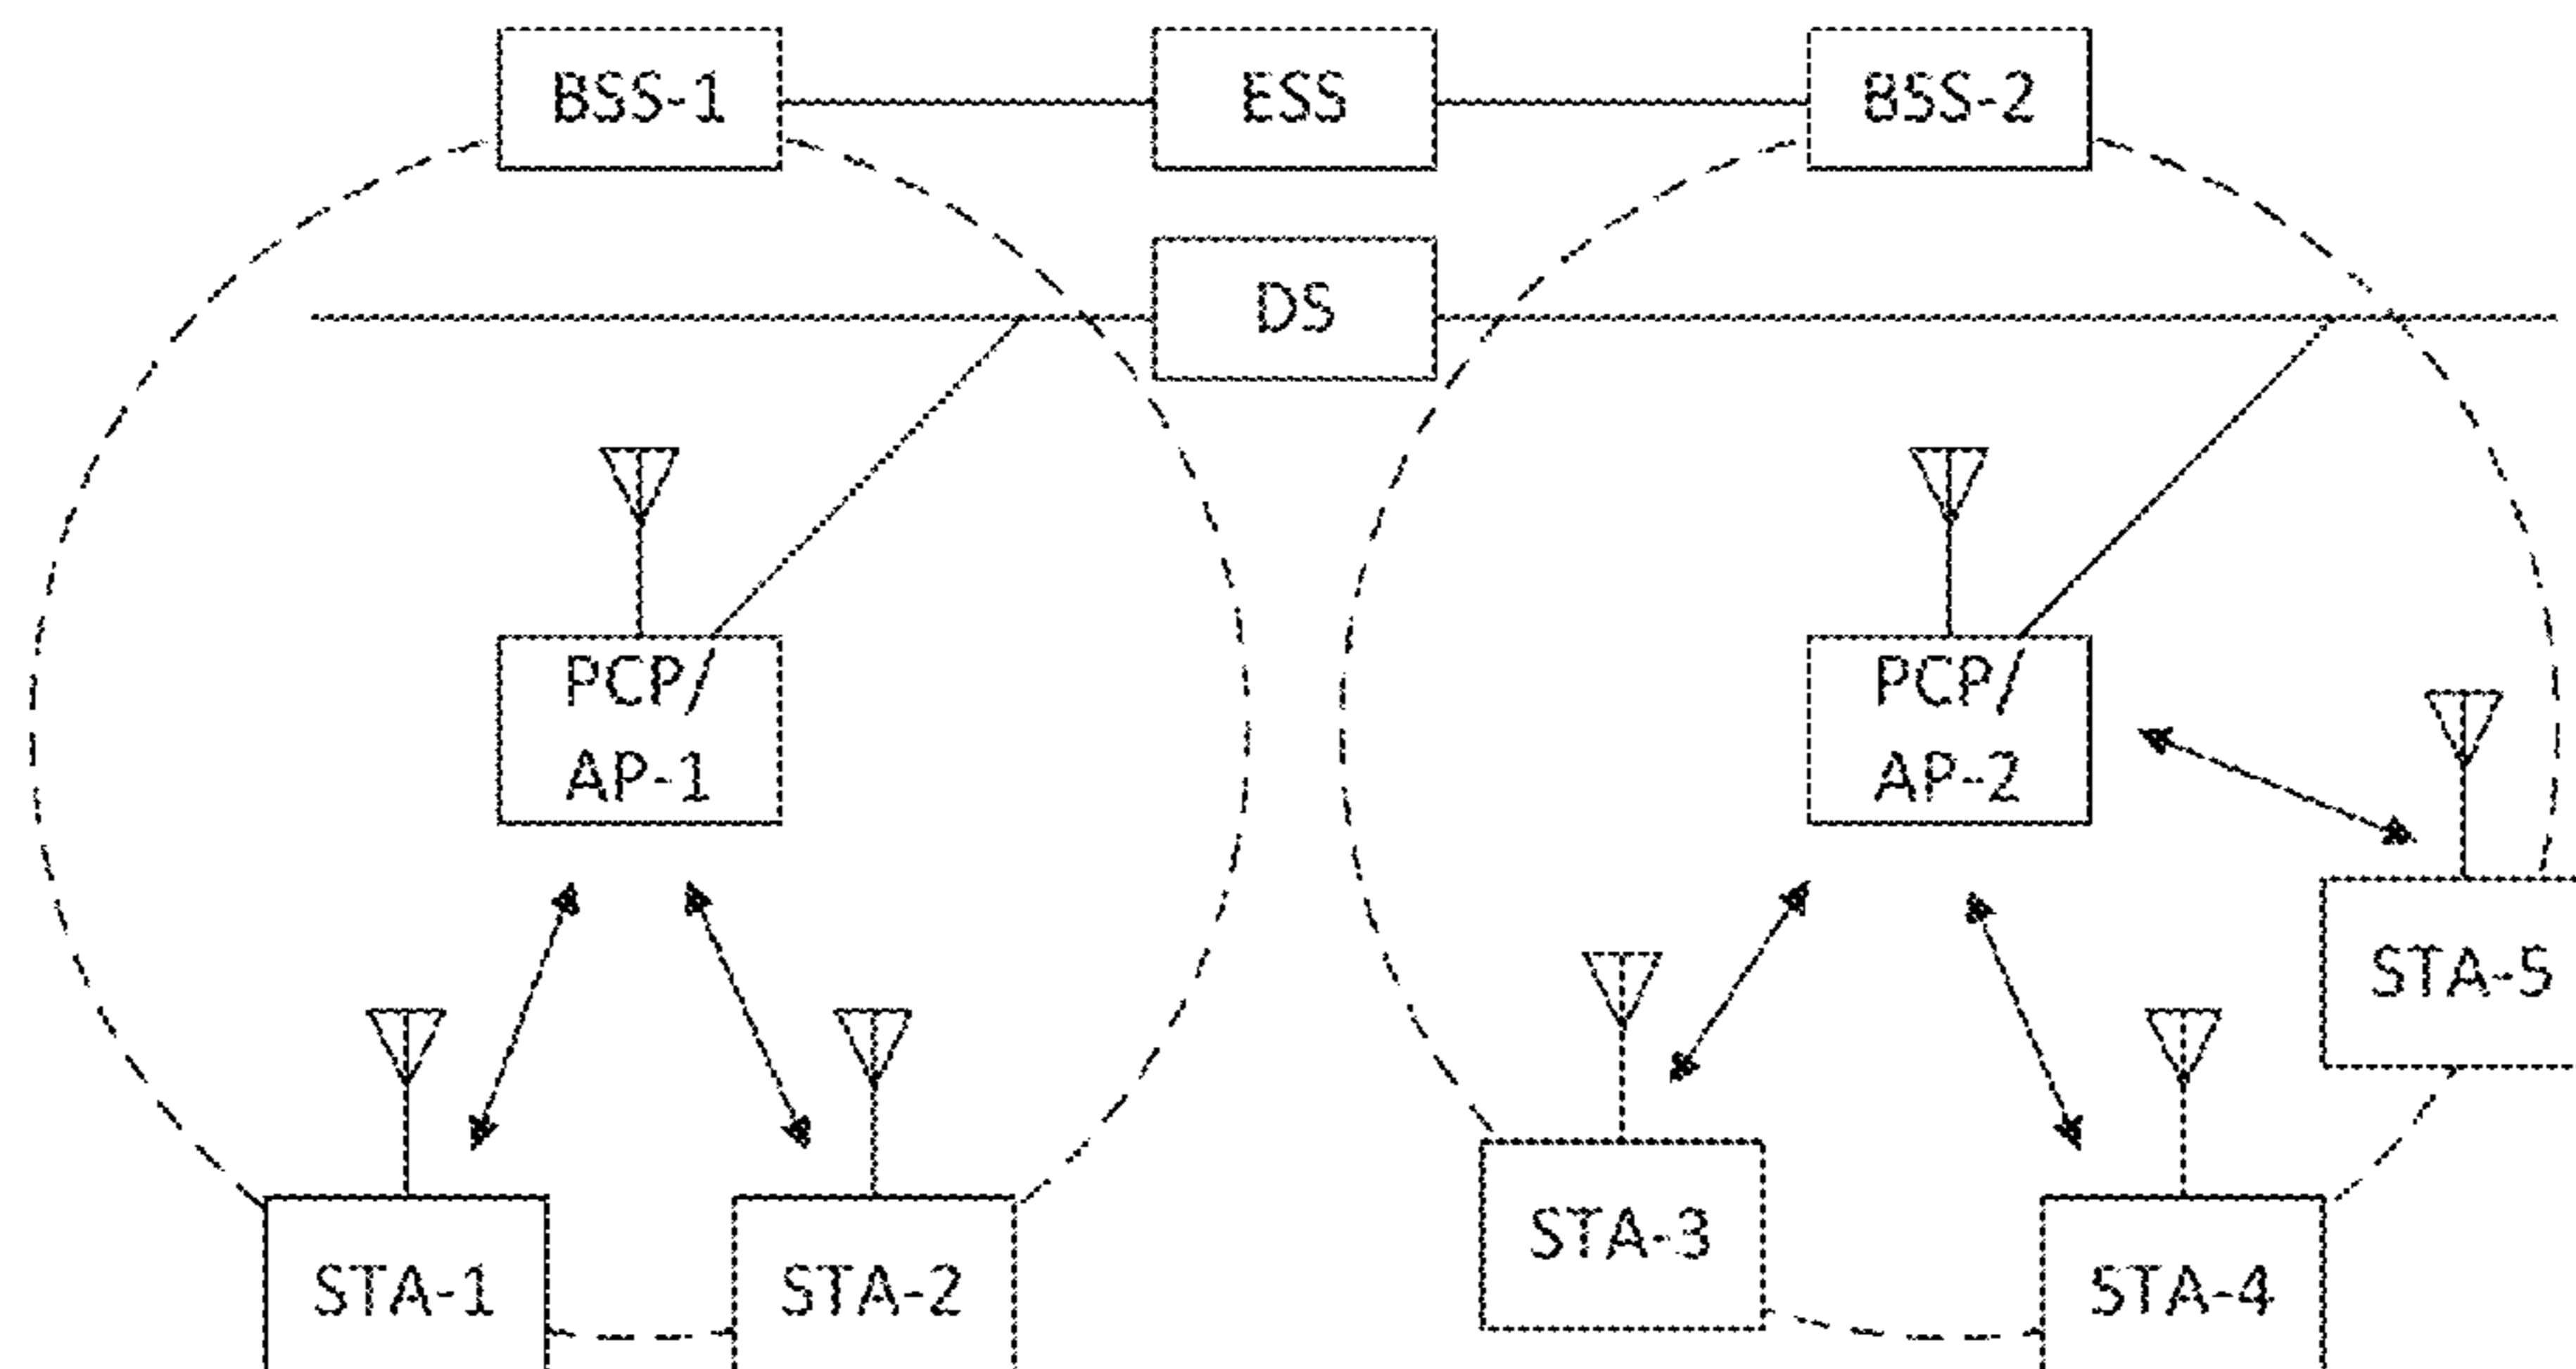 BSS-1
ESS
BSS-2
DS
PCP/
AP-1
PCP/
AP-2
STA-5
STA-3
STA-1
STA-2
STA-4